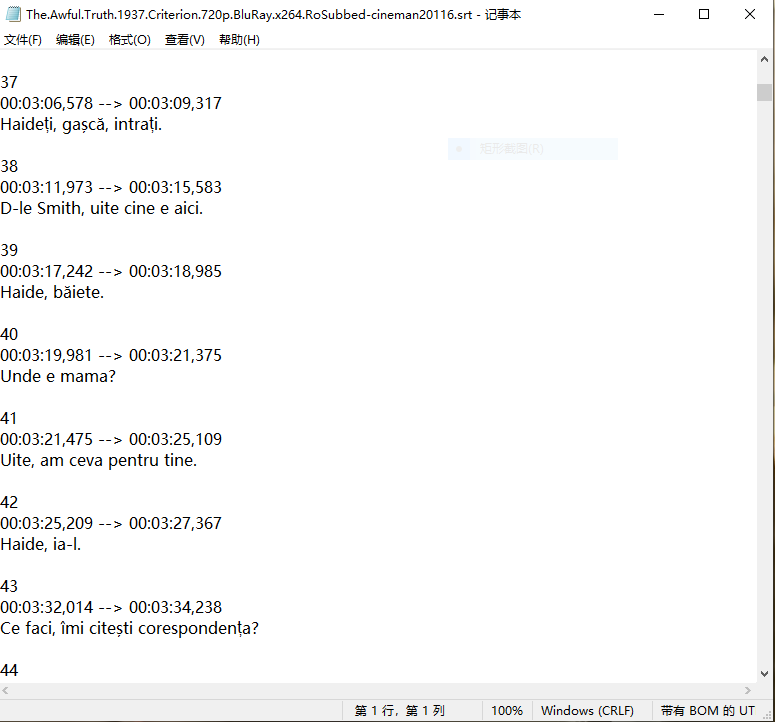 The.Awful.Truth.1937.Criterion.720p.BluRay.x264.RoSubbed-cineman20116.srt - 记事本
文件(F) 编辑(E) 格式(O) 查看(V) 帮助(H)
37
00:03:06,578 --> 00:03:09,317
Haideți, gașcă, intrați.
矩形截图(R)
38
00:03:11,973 --> 00:03:15,583
D-le Smith, uite cine e aici.
39
00:03:17,242 --> 00:03:18,985
Haide, băiete.
40
00:03:19,981 --> 00:03:21,375
Unde e mama?
41
00:03:21,475 --> 00:03:25,109
Uite, am ceva pentru tine.
42
00:03:25,209 --> 00:03:27,367
Haide, ia-l.
43
00:03:32,014 --> 00:03:34,238
Ce faci, îmi citești corespondența?
44
第 1 行，第 1 列 100% Windows (CRLF) 带有 BOM 的 UT